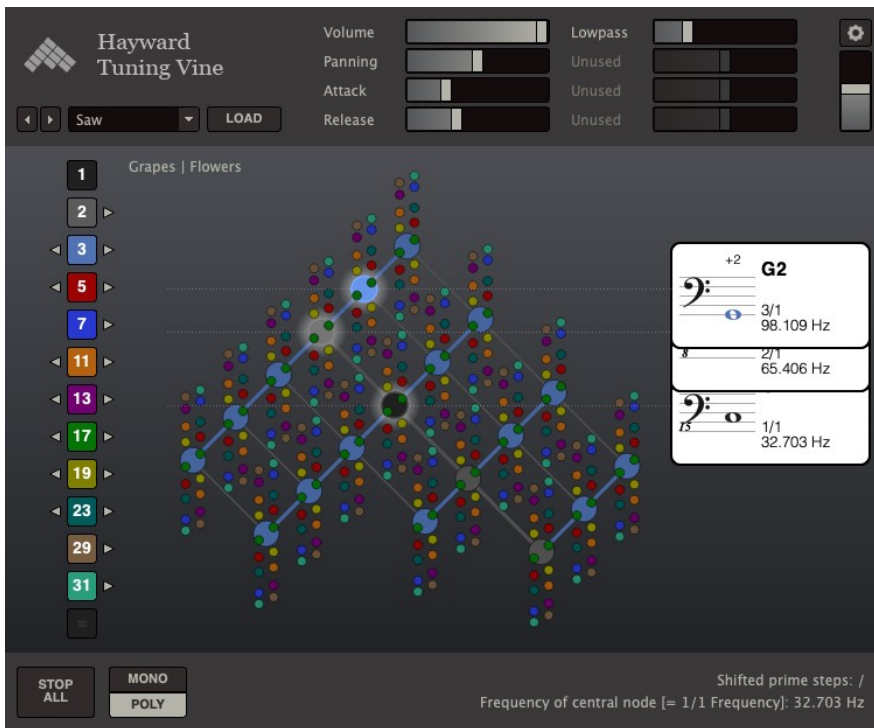 Hayward
Tuning Vine
Volume
Panning
Attack
Release
Lowpass
Unused
Unused
Unused
Saw
LOAD
Grapes | Flowers
1
2
3
5
7
11
13
17
19
23
29
31
=
+2
G2
3/1
98.109 Hz
8
2/1
65.406 Hz
15
1/1
32.703 Hz
STOP
ALL
MONO
POLY
Shifted prime steps: /
Frequency of central node [= 1/1 Frequency]: 32.703 Hz